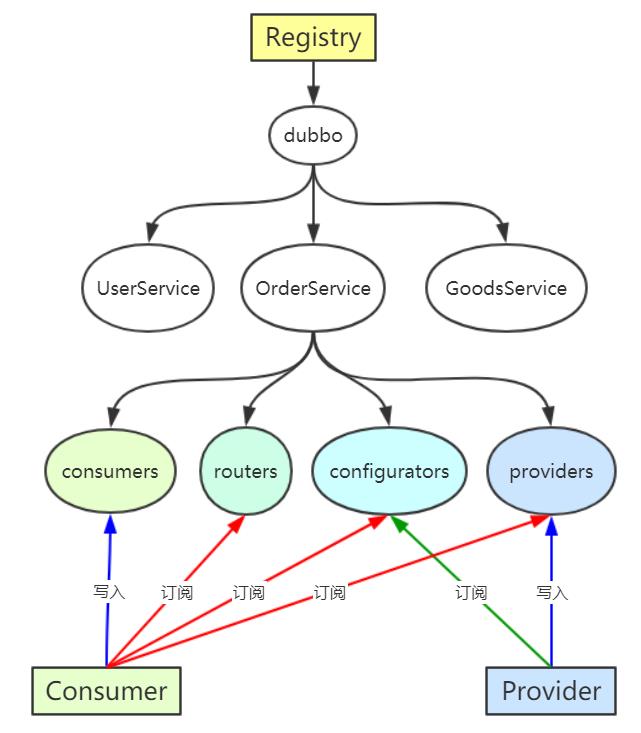 Registry
dubbo
UserService
OrderService
GoodsService
consumers
routers
configurators
providers
写入
订阅
订阅
订阅
订阅
写入
Consumer
Provider